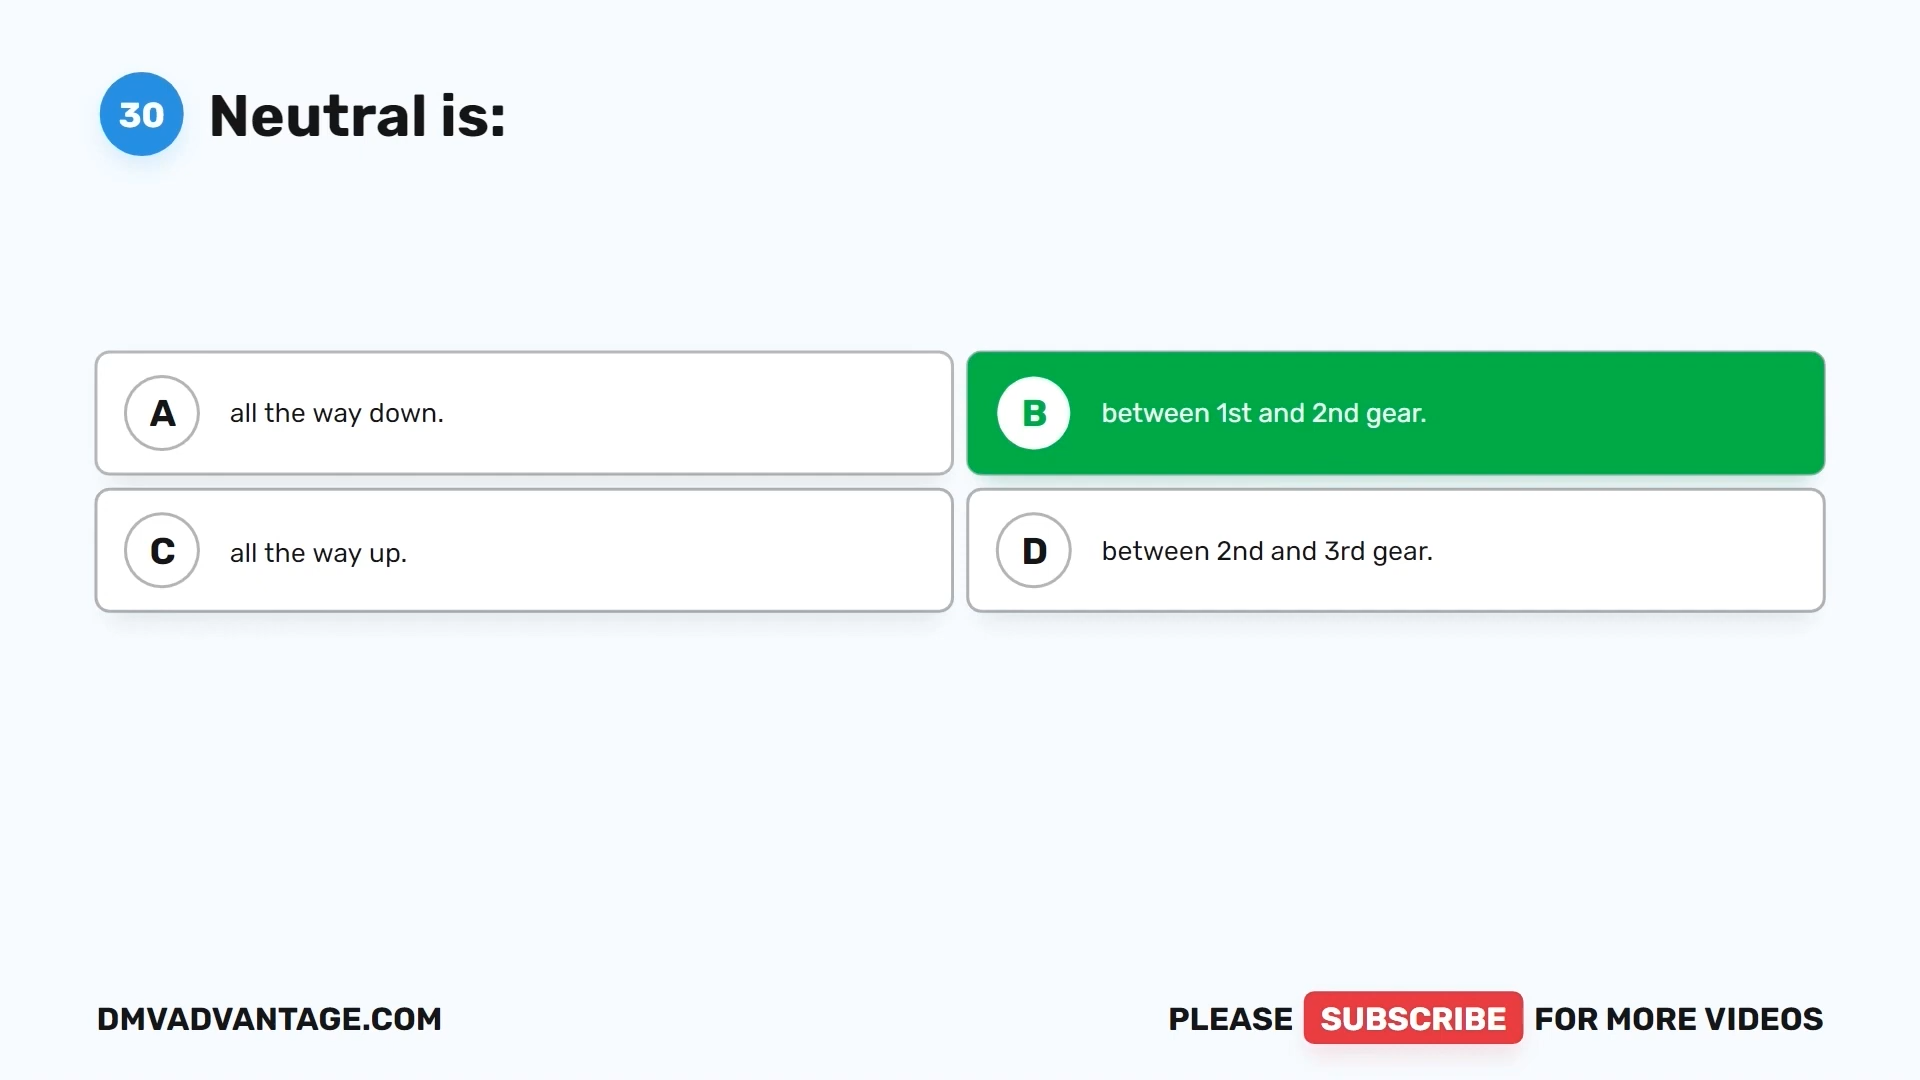 30 Neutral is:
A all the way down.
B between 1st and 2nd gear.
C all the way up.
D between 2nd and 3rd gear.
DMVADVANTAGE.COM
PLEASE SUBSCRIBE FOR MORE VIDEOS